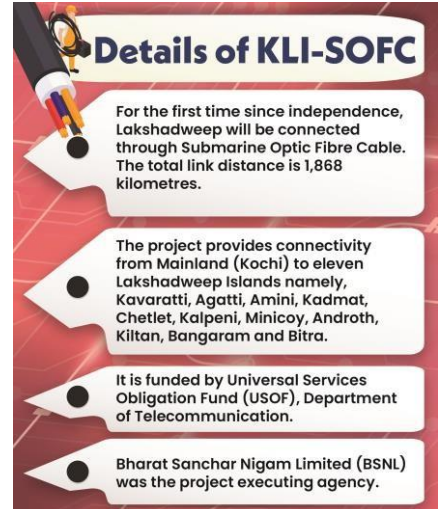 Details of KLI-SOFC
For the first time since independence,
Lakshadweep will be connected
through Submarine Optic Fibre Cable.
The total link distance is 1,868
kilometres.
The project provides connectivity
from Mainland (Kochi) to eleven
Lakshadweep Islands namely,
Kavaratti, Agatti, Amini, Kadmat,
Chetlet, Kalpeni, Minicoy, Androth,
Kiltan, Bangaram and Bitra.
It is funded by Universal Services
Obligation Fund (USOF), Department
of Telecommunication.
Bharat Sanchar Nigam Limited (BSNL)
was the project executing agency.